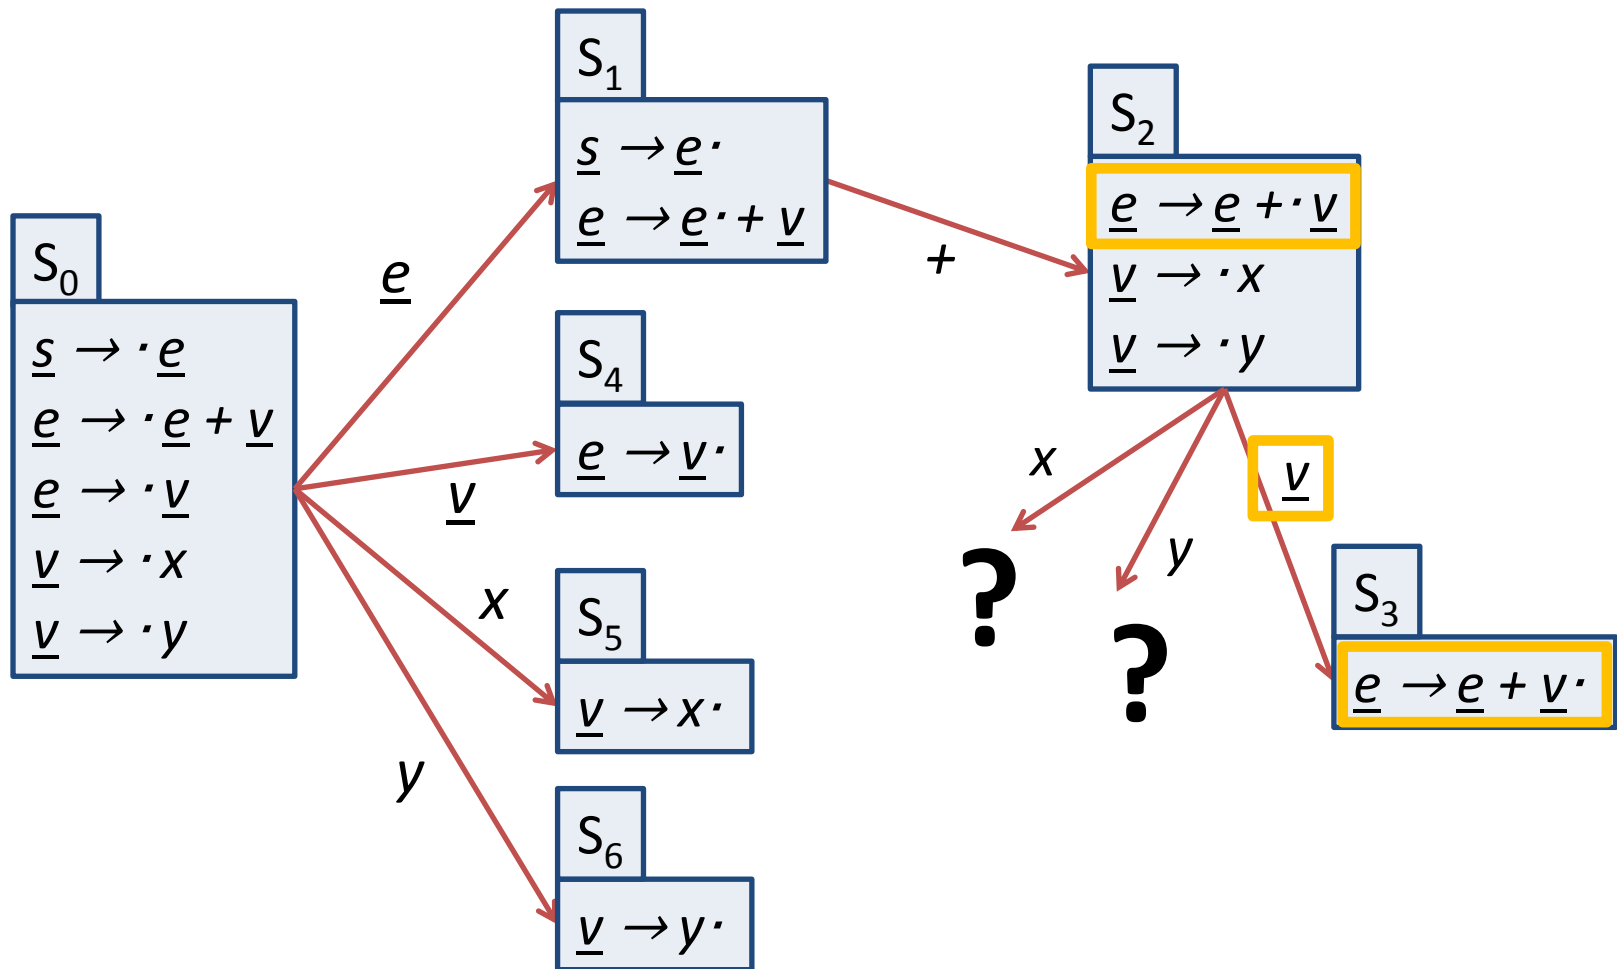 S₀
s → · e
e → · e + v
e → · v
v → · x
v → · y
e
v
x
y
S₁
s → e ·
e → e · + v
S₄
e → v ·
S₅
v → x ·
S₆
v → y ·
+
S₂
e → e + · v
v → · x
v → · y
x
?
y
?
v
S₃
e → e + v ·